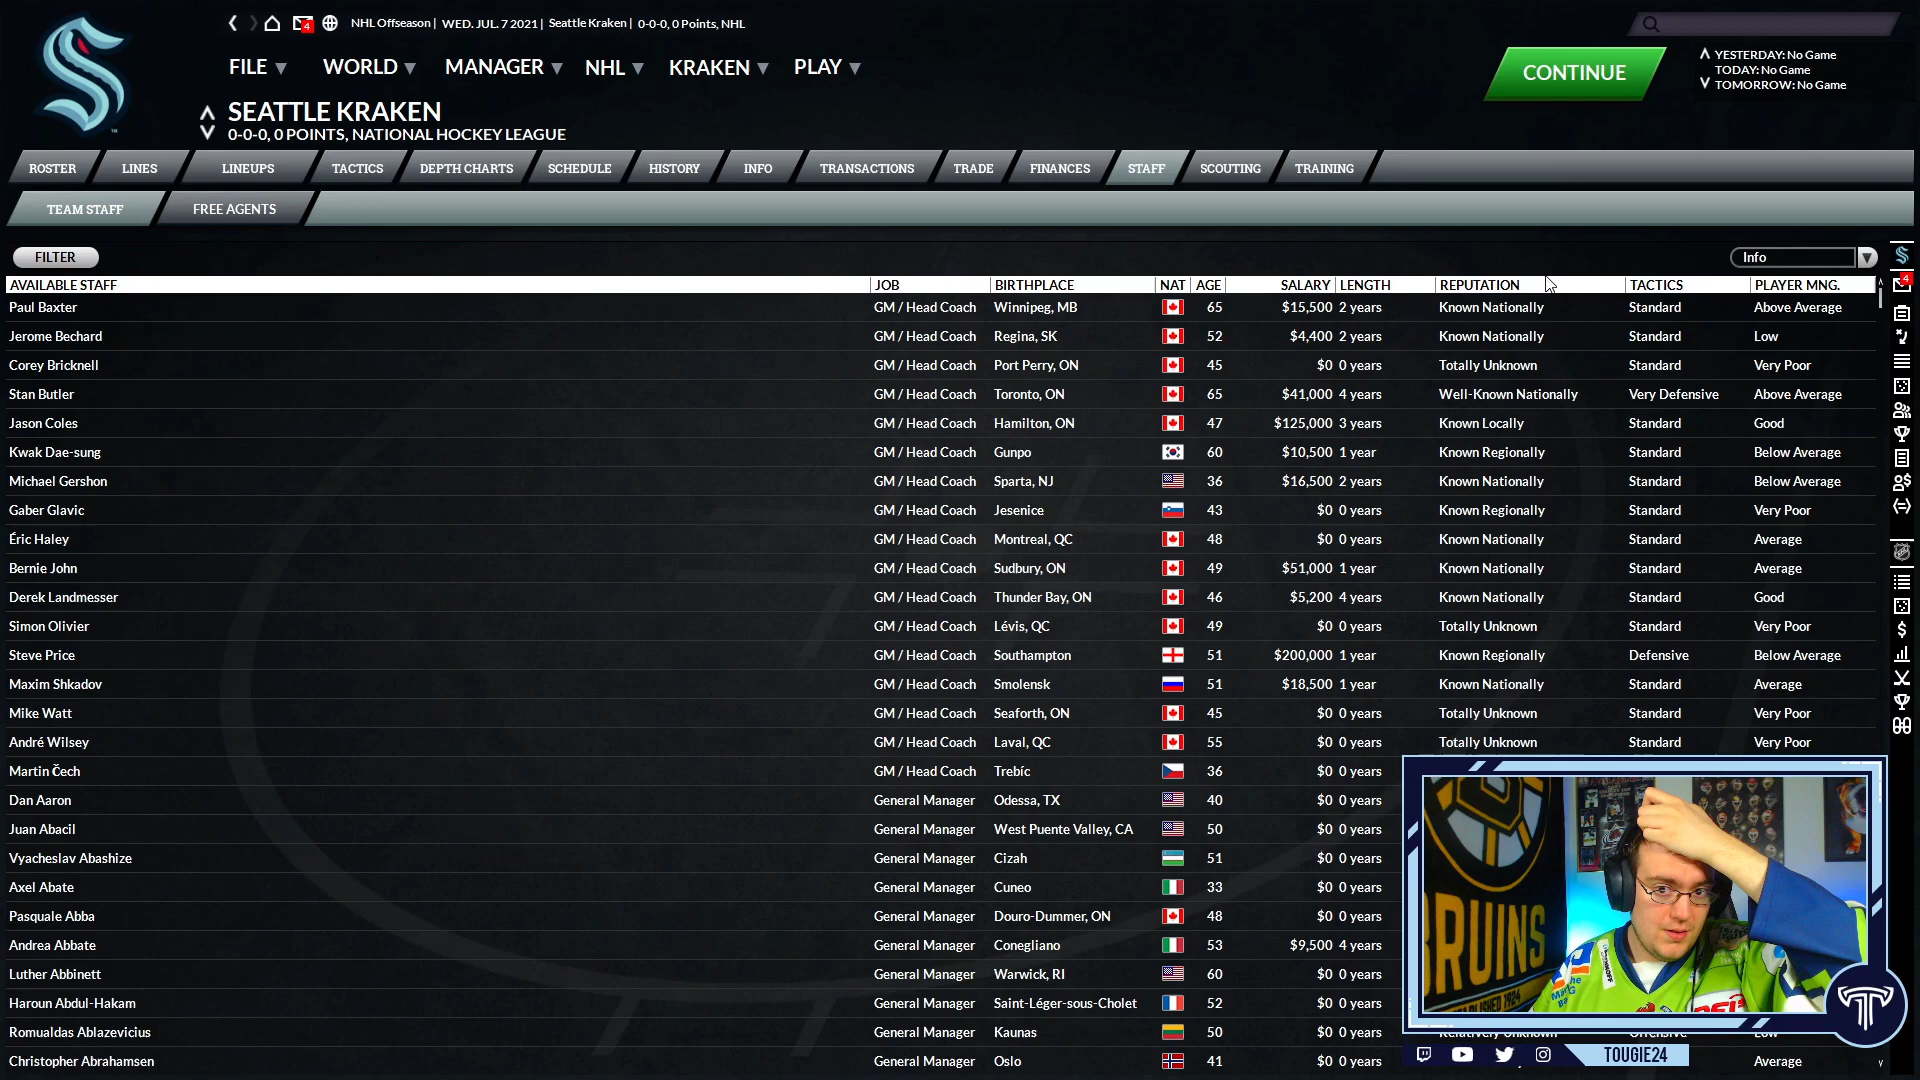 4 NHL Offseason | WED. JUL. 7 2021 | Seattle Kraken | 0-0-0, 0 Points, NHL
FILE WORLD MANAGER NHL KRAKEN PLAY
CONTINUE
YESTERDAY: No Game
TODAY: No Game
TOMORROW: No Game
SEATTLE KRAKEN
0-0-0, 0 POINTS, NATIONAL HOCKEY LEAGUE
ROSTER LINES LINEUPS TACTICS DEPTH CHARTS SCHEDULE HISTORY INFO TRANSACTIONS TRADE FINANCES STAFF SCOUTING TRAINING
TEAM STAFF FREE AGENTS
FILTER Info
AVAILABLE STAFF JOB BIRTHPLACE NAT AGE SALARY LENGTH REPUTATION TACTICS PLAYER MNG. 4
Paul Baxter GM / Head Coach Winnipeg, MB 65 $15,500 2 years Known Nationally Standard Above Average
Jerome Bechard GM / Head Coach Regina, SK 52 $4,400 2 years Known Nationally Standard Low
Corey Bricknell GM / Head Coach Port Perry, ON 45 $0 0 years Totally Unknown Standard Very Poor
Stan Butler GM / Head Coach Toronto, ON 65 $41,000 4 years Well-Known Nationally Very Defensive Above Average
Jason Coles GM / Head Coach Hamilton, ON 47 $125,000 3 years Known Locally Standard Good
Kwak Dae-sung GM / Head Coach Gunpo 60 $10,500 1 year Known Regionally Standard Below Average
Michael Gershon GM / Head Coach Sparta, NJ 36 $16,500 2 years Known Nationally Standard Below Average
Gaber Glavic GM / Head Coach Jesenice 43 $0 0 years Known Regionally Standard Very Poor
Éric Haley GM / Head Coach Montreal, QC 48 $0 0 years Known Nationally Standard Average
Bernie John GM / Head Coach Sudbury, ON 49 $51,000 1 year Known Nationally Standard Average
Derek Landmesser GM / Head Coach Thunder Bay, ON 46 $5,200 4 years Known Nationally Standard Good
Simon Olivier GM / Head Coach Lévis, QC 49 $0 0 years Totally Unknown Standard Very Poor
Steve Price GM / Head Coach Southampton 51 $200,000 1 year Known Regionally Defensive Below Average
Maxim Shkadov GM / Head Coach Smolensk 51 $18,500 1 year Known Nationally Standard Average
Mike Watt GM / Head Coach Seaforth, ON 45 $0 0 years Totally Unknown Standard Very Poor
André Wilsey GM / Head Coach Laval, QC 55 $0 0 years Totally Unknown Standard Very Poor
Martin Čech GM / Head Coach Trebíc 36 $0 0 years
Dan Aaron General Manager Odessa, TX 40 $0 0 years
Juan Abacil General Manager West Puente Valley, CA 50 $0 0 years
Vyacheslav Abashize General Manager Cizah 51 $0 0 years
Axel Abate General Manager Cuneo 33 $0 0 years
Pasquale Abba General Manager Douro-Dummer, ON 48 $0 0 years
Andrea Abbate General Manager Conegliano 53 $9,500 4 years
Luther Abbinett General Manager Warwick, RI 60 $0 0 years
Haroun Abdul-Hakam General Manager Saint-Léger-sous-Cholet 52 $0 0 years
Romualdas Ablazevicius General Manager Kaunas 50 $0 0 years
Christopher Abrahamsen General Manager Oslo 41 $0 0 years Average
BRUINS
TOUGIE24